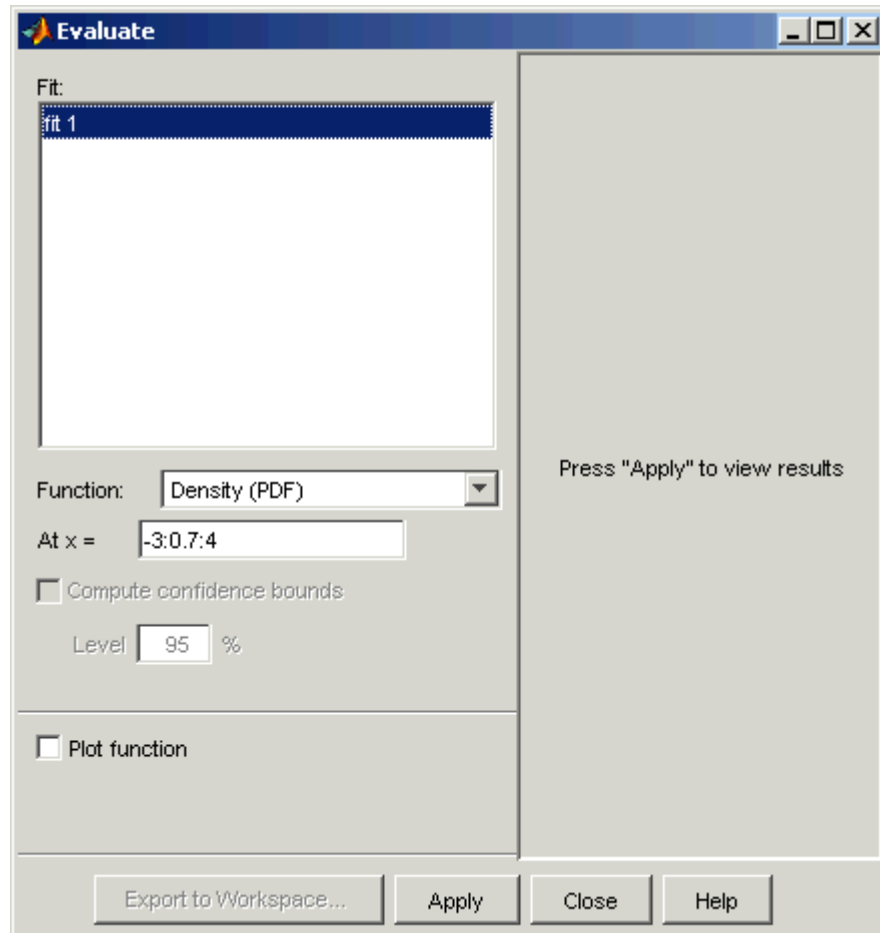 Evaluate
Fit:
fit 1
Function: Density (PDF)
At x = -3:0.7:4
Compute confidence bounds
Level 95 %
Plot function
Press "Apply" to view results
Export to Workspace... Apply Close Help